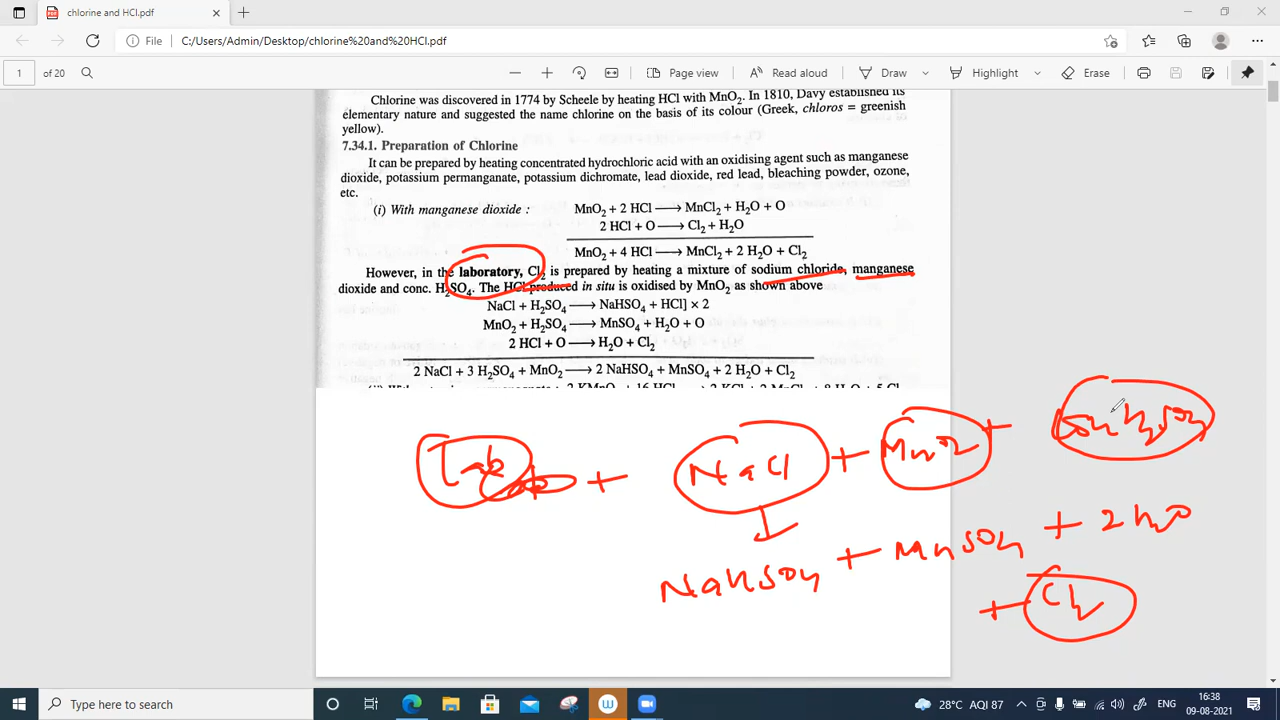 chlorine and HCl.pdf
File C:/Users/Admin/Desktop/chlorine%20and%20HCl.pdf
1 of 20 Page view Read aloud Draw Highlight Erase
Chlorine was discovered in 1774 by Scheele by heating HCl with MnO₂. In 1810, Davy established its
elementary nature and suggested the name chlorine on the basis of its colour (Greek, chloros = greenish
yellow).
7.34.1. Preparation of Chlorine
It can be prepared by heating concentrated hydrochloric acid with an oxidising agent such as manganese
dioxide, potassium permanganate, potassium dichromate, lead dioxide, red lead, bleaching powder, ozone,
etc.
(i) With manganese dioxide : MnO₂ + 2 HCl ⟶ MnCl₂ + H₂O + O
2 HCl + O ⟶ Cl₂ + H₂O
MnO₂ + 4 HCl ⟶ MnCl₂ + 2 H₂O + Cl₂
However, in the laboratory, Cl₂ is prepared by heating a mixture of sodium chloride, manganese
dioxide and conc. H₂SO₄. The HCl produced in situ is oxidised by MnO₂ as shown above
NaCl + H₂SO₄ ⟶ NaHSO₄ + HCl] × 2
MnO₂ + H₂SO₄ ⟶ MnSO₄ + H₂O + O
2 HCl + O ⟶ H₂O + Cl₂
2 NaCl + 3 H₂SO₄ + MnO₂ ⟶ 2 NaHSO₄ + MnSO₄ + 2 H₂O + Cl₂
Lab + NaCl + MnO2 + H2SO4
NaHSO4 + MnSO4 + 2H2O
+ Cl2
Type here to search
28°C AQI 87
16:38
09-08-2021